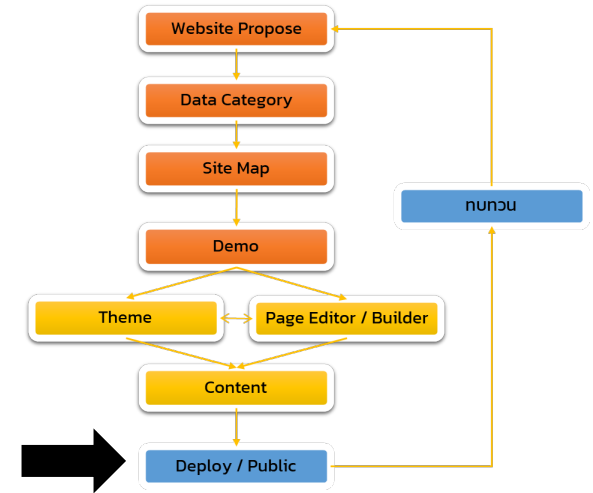 Website Propose
Data Category
Site Map
ทบทวน
Demo
Theme
Page Editor / Builder
Content
Deploy / Public